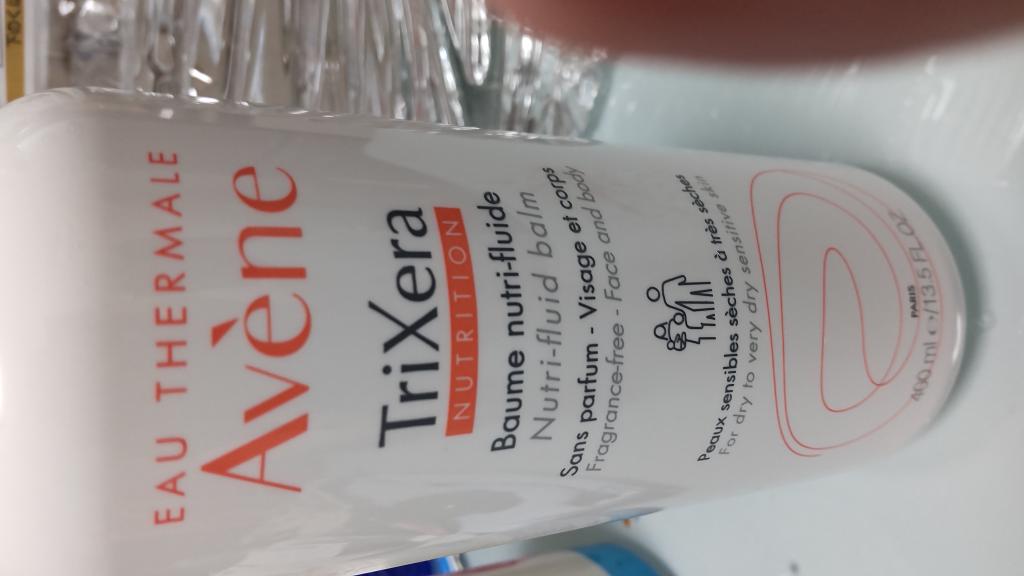 EAU THERMALE
Avène
TriXera
NUTRITION
Baume nutri-fluide
Nutri-fluid balm
Sans parfum - Visage et corps
Fragrance-free - Face and body
Peaux sensibles sèches à très sèches
For dry to very dry sensitive skin
PARIS
400 ml ℮ / 13.5 FL.OZ.